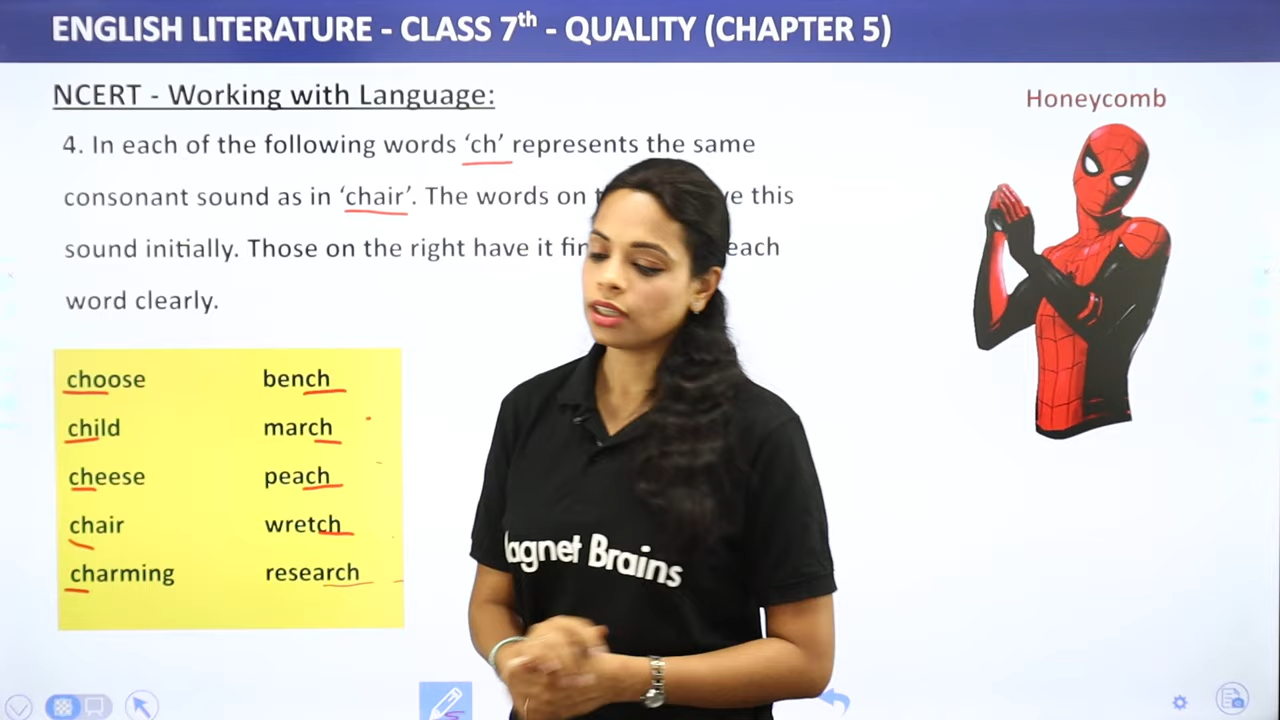 ENGLISH LITERATURE - CLASS 7th - QUALITY (CHAPTER 5)
NCERT - Working with Language:
Honeycomb
4. In each of the following words ‘ch’ represents the same
consonant sound as in ‘chair’. The words on this
sound initially. Those on the right have it each
word clearly.
choose bench
child march
cheese peach
chair wretch
charming research
agnet Brains